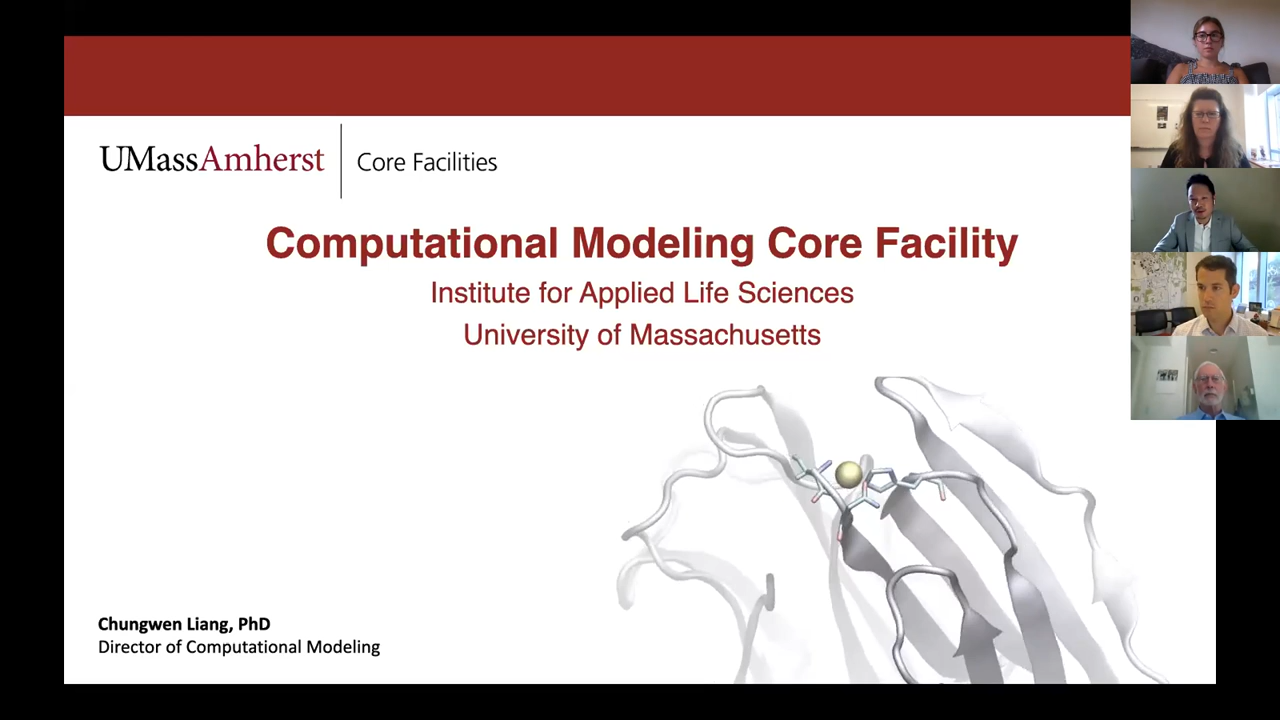 UMassAmherst
Core Facilities
Computational Modeling Core Facility
Institute for Applied Life Sciences
University of Massachusetts
Chungwen Liang, PhD
Director of Computational Modeling